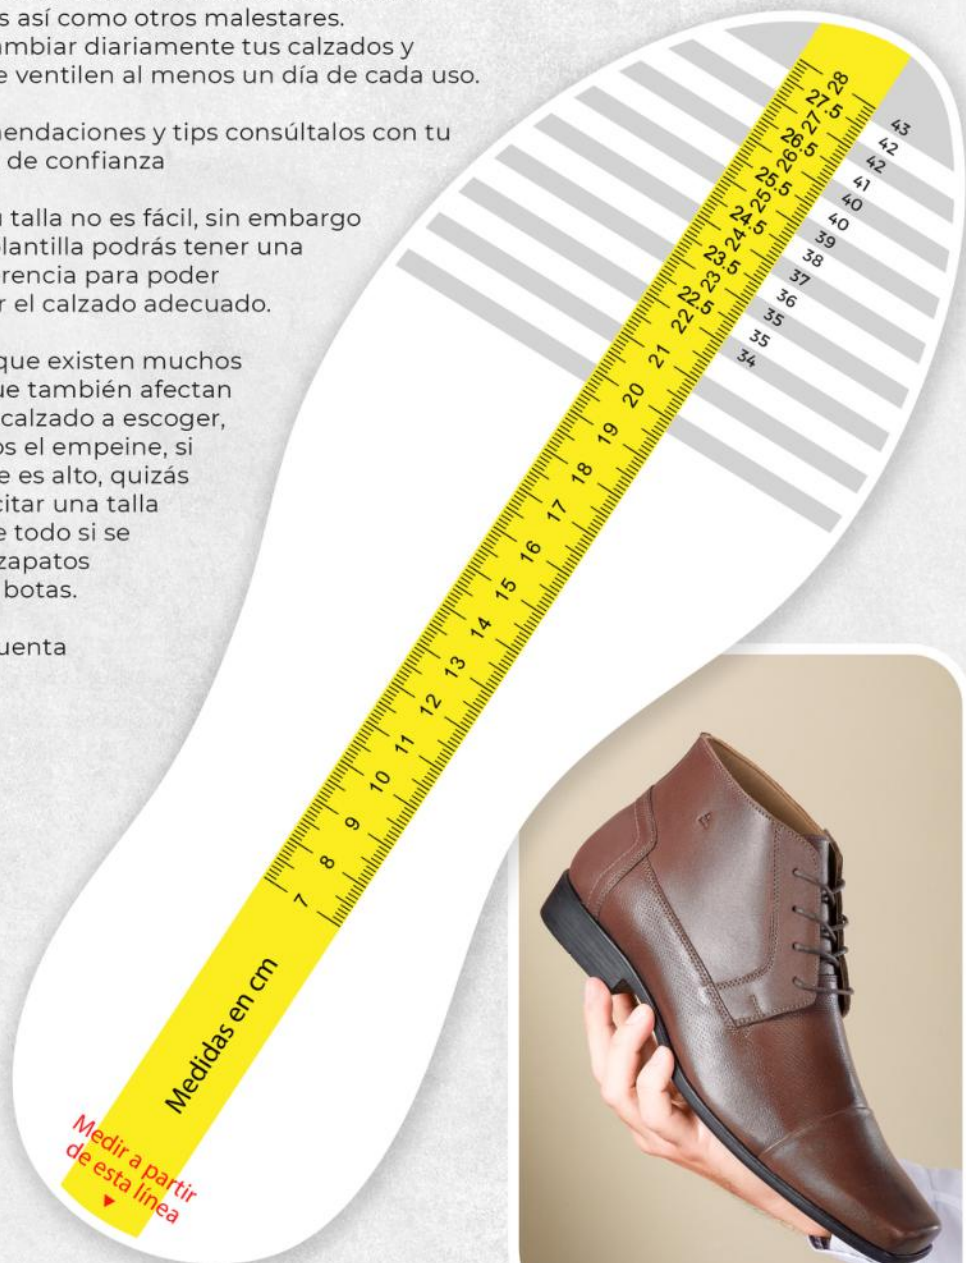 s así como otros malestares.
ambiar diariamente tus calzados y
e ventilen al menos un día de cada uso.
endaciones y tips consúltalos con tu
de confianza
u talla no es fácil, sin embargo
plantilla podrás tener una
erencia para poder
r el calzado adecuado.
que existen muchos
ue también afectan
calzado a escoger,
os el empeine, si
e es alto, quizás
citar una talla
e todo si se
zapatos
botas.
uenta
28
27.5
27
26.5
26
25.5
25
24.5
24
23.5
23
22.5
22
21
20
19
18
17
16
15
14
13
12
11
10
9
8
7
43
42
42
41
40
40
39
38
37
36
35
35
34
Medidas en cm
Medir a partir
de esta línea